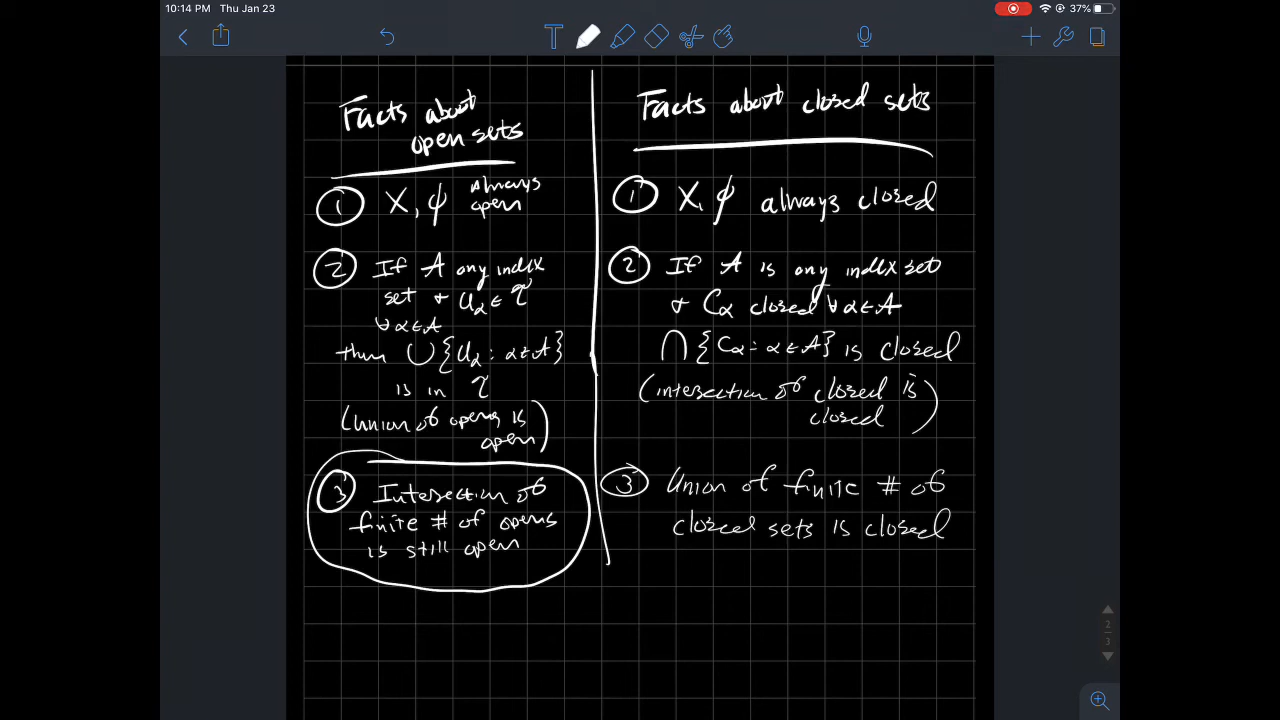 10:14 PM Thu Jan 23
37%
T
Facts about
open sets
① X, ϕ always
open
② If A any index
set + Uα ∈ τ
∀ α ∈ A
then ⋃ {Uα : α ∈ A}
is in τ
(Union of opens is
open)
③ Intersection of
finite # of opens
is still open
Facts about closed sets
① X, ϕ always closed
② If A is any index set
+ Cα closed ∀ α ∈ A
⋂ {Cα : α ∈ A} is closed
(intersection of closed is
closed)
③ Union of finite # of
closed sets is closed
2
3